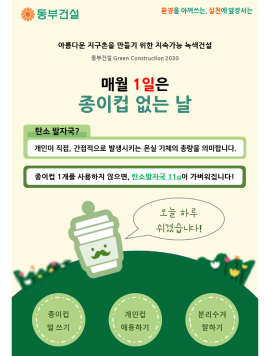 동부건설
환경을 아껴쓰는, 실천에 앞장서는
아름다운 지구촌을 만들기 위한 지속가능 녹색건설
동부건설 Green Construction 2030
매월 1일은
종이컵 없는 날
탄소 발자국?
개인이 직접, 간접적으로 발생시키는 온실 기체의 총량을 의미합니다.
종이컵 1개를 사용하지 않으면, 탄소발자국 11g이 가벼워집니다!
오늘 하루
쉬겠습니다!
종이컵
덜 쓰기
개인컵
애용하기
분리수거
잘하기